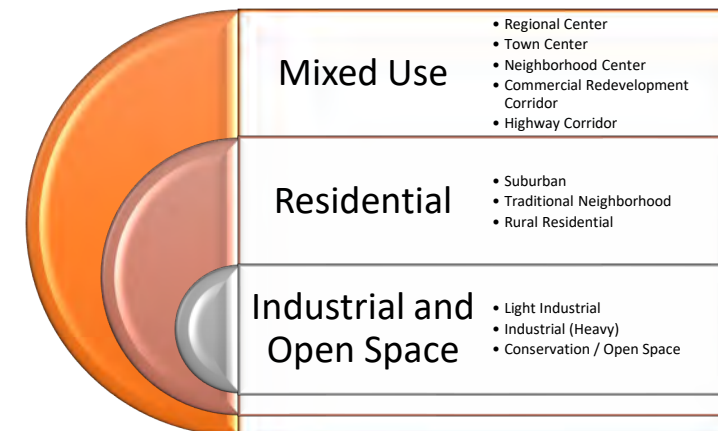 Mixed Use
• Regional Center
• Town Center
• Neighborhood Center
• Commercial Redevelopment
Corridor
• Highway Corridor
Residential
• Suburban
• Traditional Neighborhood
• Rural Residential
Industrial and
Open Space
• Light Industrial
• Industrial (Heavy)
• Conservation / Open Space